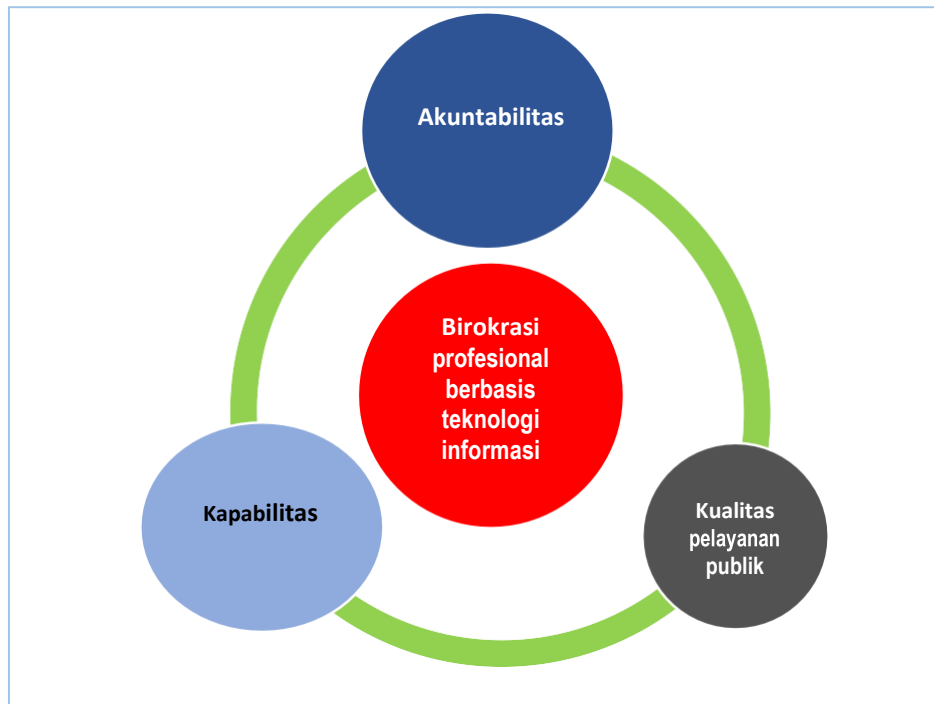 Akuntabilitas
Birokrasi
profesional
berbasis
teknologi
informasi
Kapabilitas
Kualitas
pelayanan
publik